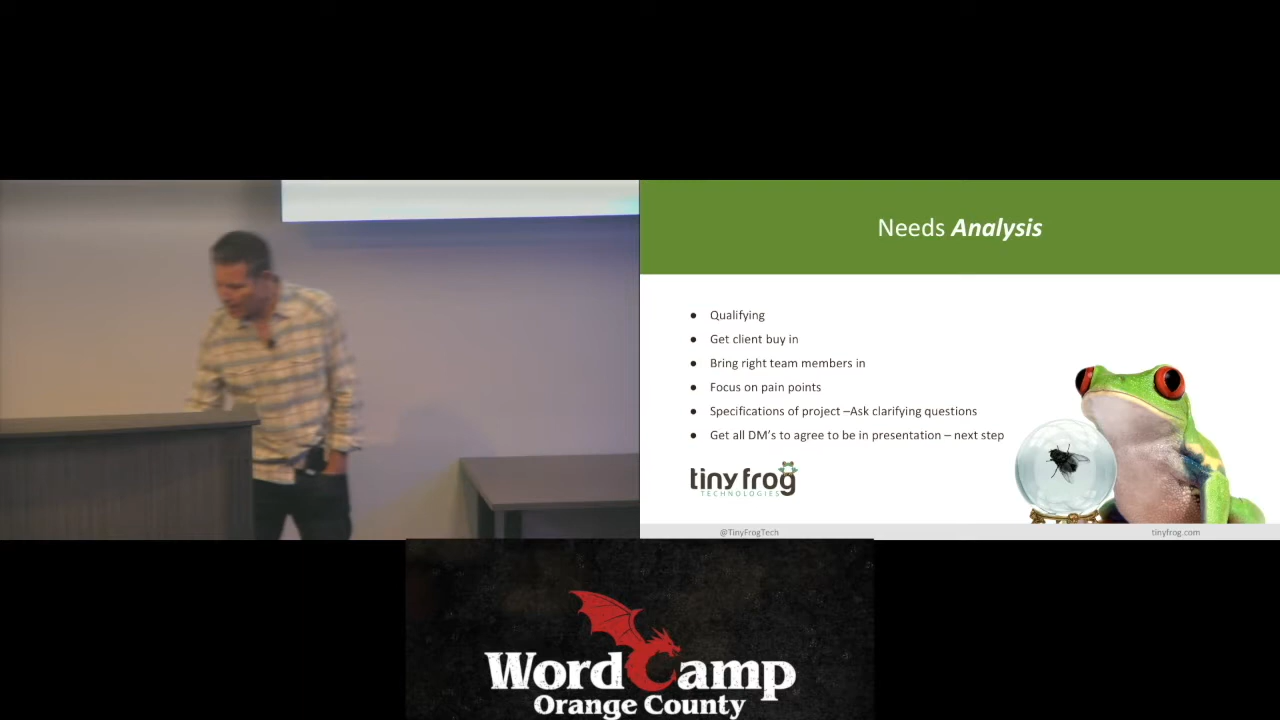 Needs Analysis
● Qualifying
● Get client buy in
● Bring right team members in
● Focus on pain points
● Specifications of project –Ask clarifying questions
● Get all DM's to agree to be in presentation – next step
tiny frog
TECHNOLOGIES
@TinyFrogTech
tinyfrog.com
WordCamp
Orange County